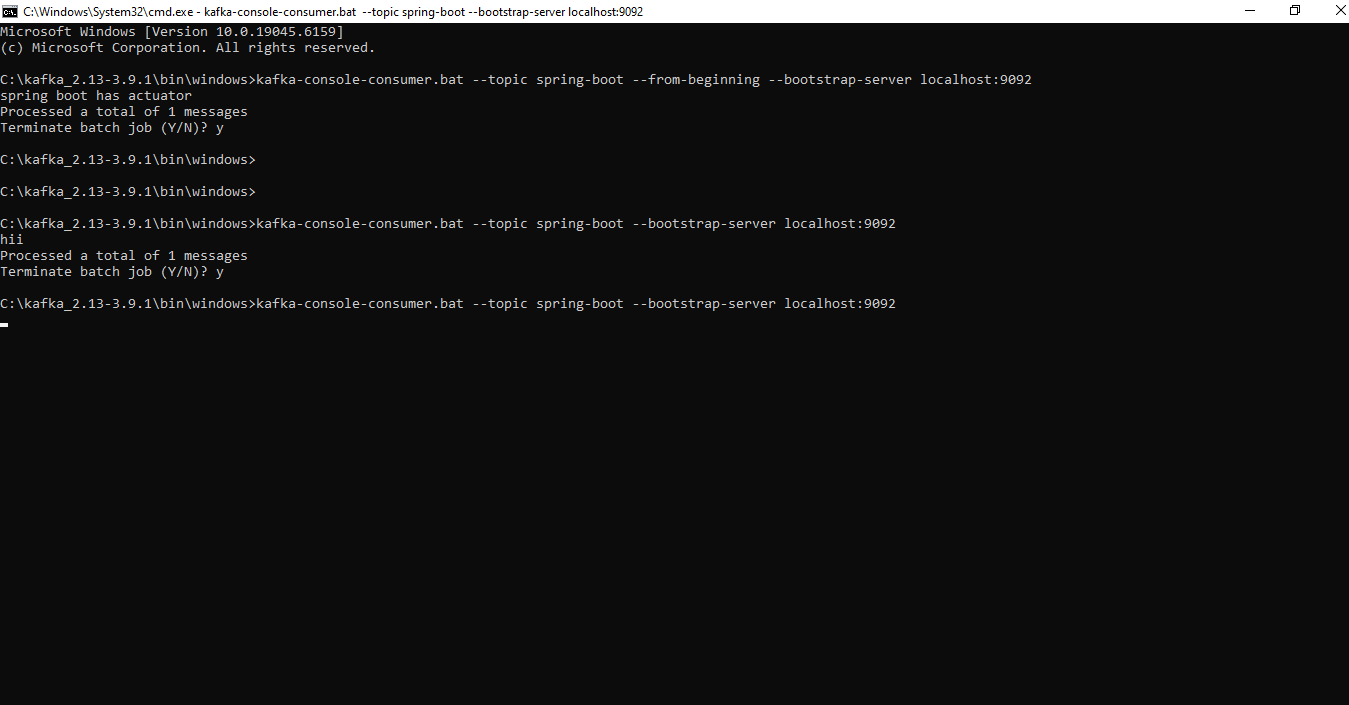 C:\Windows\System32\cmd.exe - kafka-console-consumer.bat  --topic spring-boot --bootstrap-server localhost:9092
Microsoft Windows [Version 10.0.19045.6159]
(c) Microsoft Corporation. All rights reserved.
C:\kafka_2.13-3.9.1\bin\windows>kafka-console-consumer.bat --topic spring-boot --from-beginning --bootstrap-server localhost:9092
spring boot has actuator
Processed a total of 1 messages
Terminate batch job (Y/N)? y
C:\kafka_2.13-3.9.1\bin\windows>
C:\kafka_2.13-3.9.1\bin\windows>
C:\kafka_2.13-3.9.1\bin\windows>kafka-console-consumer.bat --topic spring-boot --bootstrap-server localhost:9092
hii
Processed a total of 1 messages
Terminate batch job (Y/N)? y
C:\kafka_2.13-3.9.1\bin\windows>kafka-console-consumer.bat --topic spring-boot --bootstrap-server localhost:9092